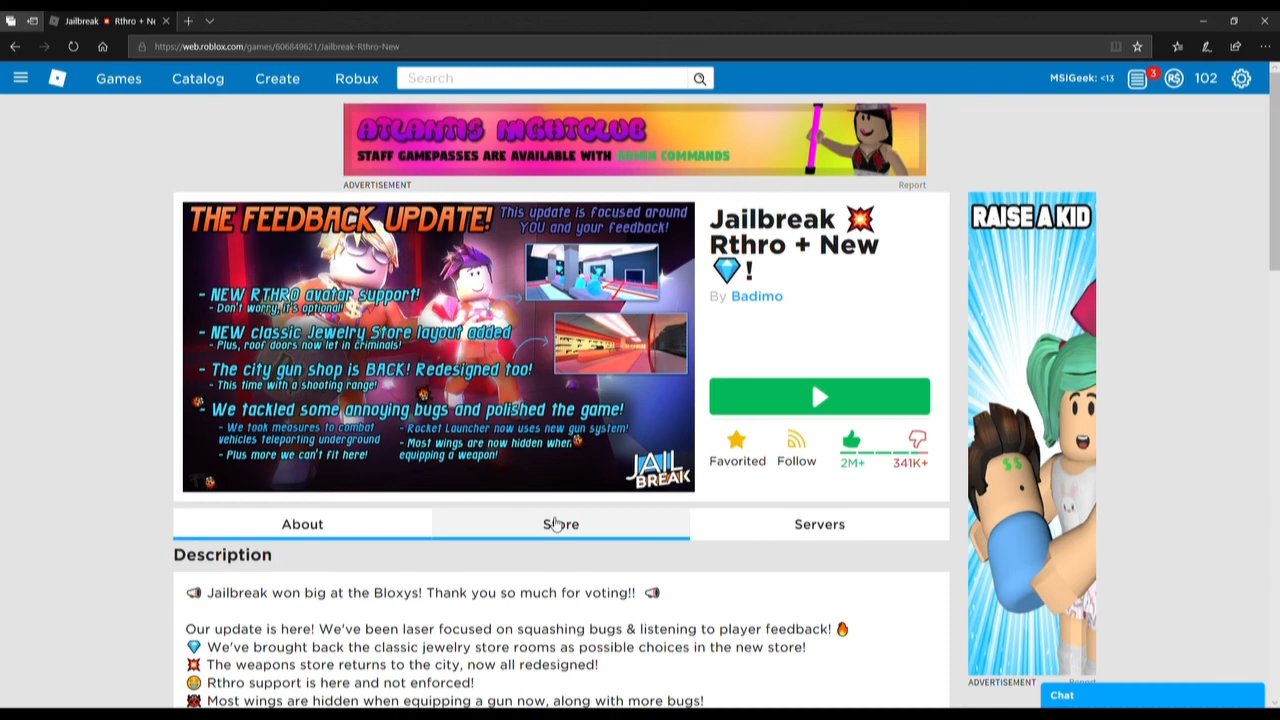 Jailbreak 💥 Rthro + Ne
https://web.roblox.com/games/606849621/Jailbreak-Rthro-New
Games
Catalog
Create
Robux
Search
MSIGeek: <13
3
R$
102
ATLANTIS NIGHTCLUB
STAFF GAMEPASSES ARE AVAILABLE WITH ADMIN COMMANDS
ADVERTISEMENT
Report
THE FEEDBACK UPDATE!
This update is focused around
YOU and your feedback!
- NEW RTHRO avatar support!
- Don't worry, it's optional!
- NEW classic Jewelry Store layout added
- Plus, roof doors now let in criminals!
- The city gun shop is BACK! Redesigned too!
- This time with a shooting range!
- We tackled some annoying bugs and polished the game!
- We took measures to combat
vehicles teleporting underground
- Plus more we can't fit here!
- Rocket Launcher now uses new gun system!
- Most wings are now hidden when
equipping a weapon!
JAIL
BREAK
Jailbreak 💥
Rthro + New
💎 !
By Badimo
Favorited
Follow
2M+
341K+
RAISE A KID
$$
About
Store
Servers
Description
📢 Jailbreak won big at the Bloxys! Thank you so much for voting!! 📢
Our update is here! We've been laser focused on squashing bugs & listening to player feedback! 🔥
💎 We've brought back the classic jewelry store rooms as possible choices in the new store!
💥 The weapons store returns to the city, now all redesigned!
Rthro support is here and not enforced!
Most wings are hidden when equipping a gun now, along with more bugs!
ADVERTISEMENT
Report
Chat